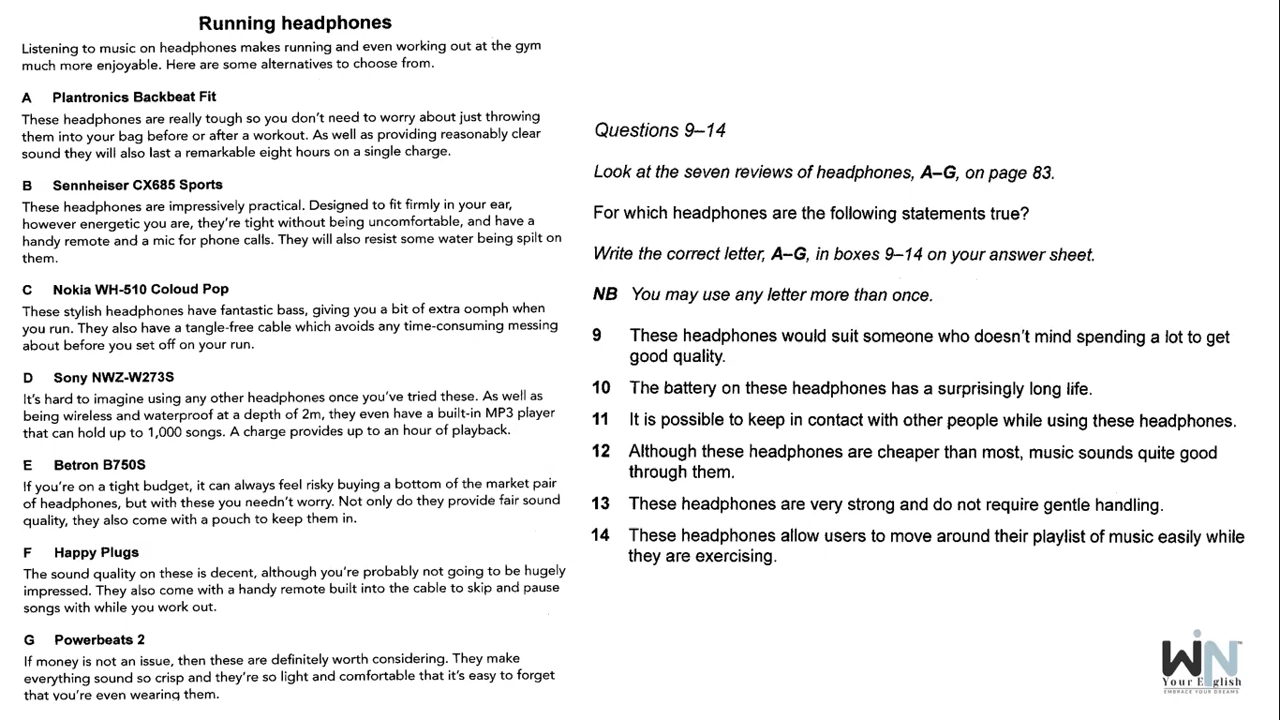 Running headphones
Listening to music on headphones makes running and even working out at the gym
much more enjoyable. Here are some alternatives to choose from.
A Plantronics Backbeat Fit
These headphones are really tough so you don't need to worry about just throwing
them into your bag before or after a workout. As well as providing reasonably clear
sound they will also last a remarkable eight hours on a single charge.
B Sennheiser CX685 Sports
These headphones are impressively practical. Designed to fit firmly in your ear,
however energetic you are, they're tight without being uncomfortable, and have a
handy remote and a mic for phone calls. They will also resist some water being spilt on
them.
C Nokia WH-510 Coloud Pop
These stylish headphones have fantastic bass, giving you a bit of extra oomph when
you run. They also have a tangle-free cable which avoids any time-consuming messing
about before you set off on your run.
D Sony NWZ-W273S
It's hard to imagine using any other headphones once you've tried these. As well as
being wireless and waterproof at a depth of 2m, they even have a built-in MP3 player
that can hold up to 1,000 songs. A charge provides up to an hour of playback.
E Betron B750S
If you're on a tight budget, it can always feel risky buying a bottom of the market pair
of headphones, but with these you needn't worry. Not only do they provide fair sound
quality, they also come with a pouch to keep them in.
F Happy Plugs
The sound quality on these is decent, although you're probably not going to be hugely
impressed. They also come with a handy remote built into the cable to skip and pause
songs with while you work out.
G Powerbeats 2
If money is not an issue, then these are definitely worth considering. They make
everything sound so crisp and they're so light and comfortable that it's easy to forget
that you're even wearing them.
Questions 9–14
Look at the seven reviews of headphones, A–G, on page 83.
For which headphones are the following statements true?
Write the correct letter, A–G, in boxes 9–14 on your answer sheet.
NB You may use any letter more than once.
9 These headphones would suit someone who doesn't mind spending a lot to get
good quality.
10 The battery on these headphones has a surprisingly long life.
11 It is possible to keep in contact with other people while using these headphones.
12 Although these headphones are cheaper than most, music sounds quite good
through them.
13 These headphones are very strong and do not require gentle handling.
14 These headphones allow users to move around their playlist of music easily while
they are exercising.
WiN
Your English
EMBRACE YOUR DREAMS